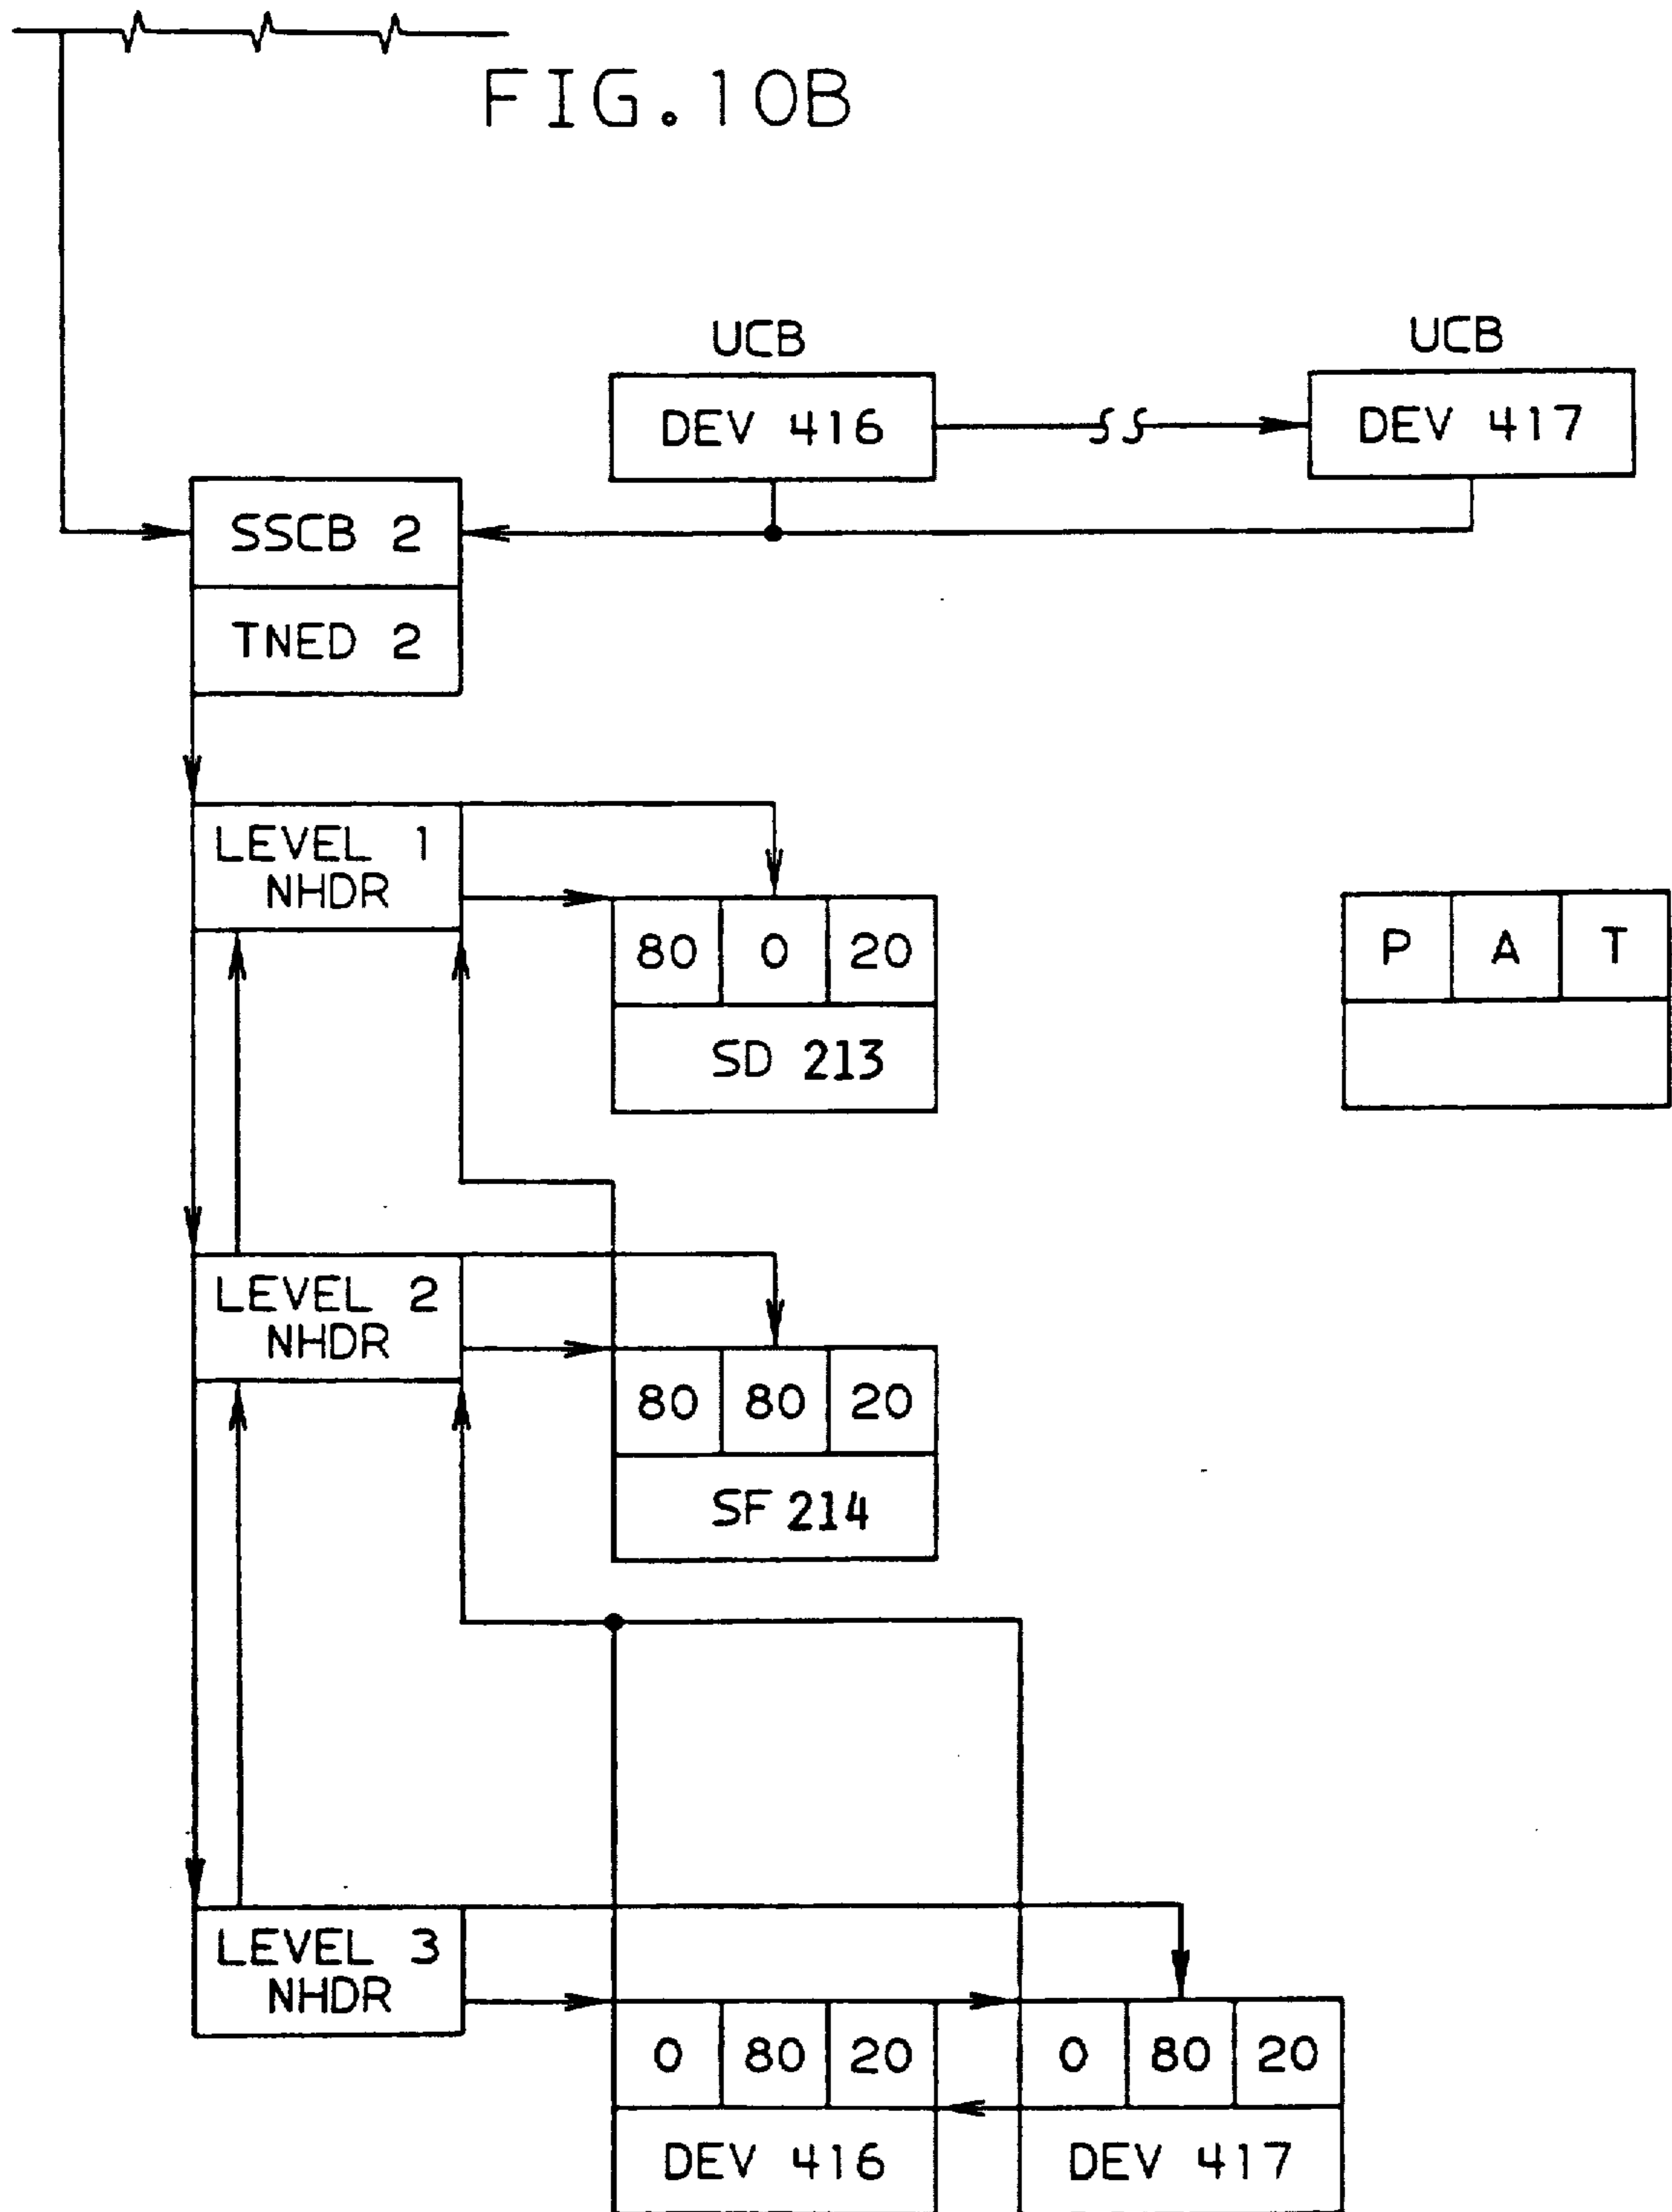 FIG.10B
UCB
UCB
DEV 416
DEV 417
SSCB 2
TNED 2
LEVEL 1
NHDR
80 0 20
P A T
SD 213
LEVEL 2
NHDR
80 80 20
SF 214
LEVEL 3
NHDR
0 80 20
0 80 20
DEV 416
DEV 417